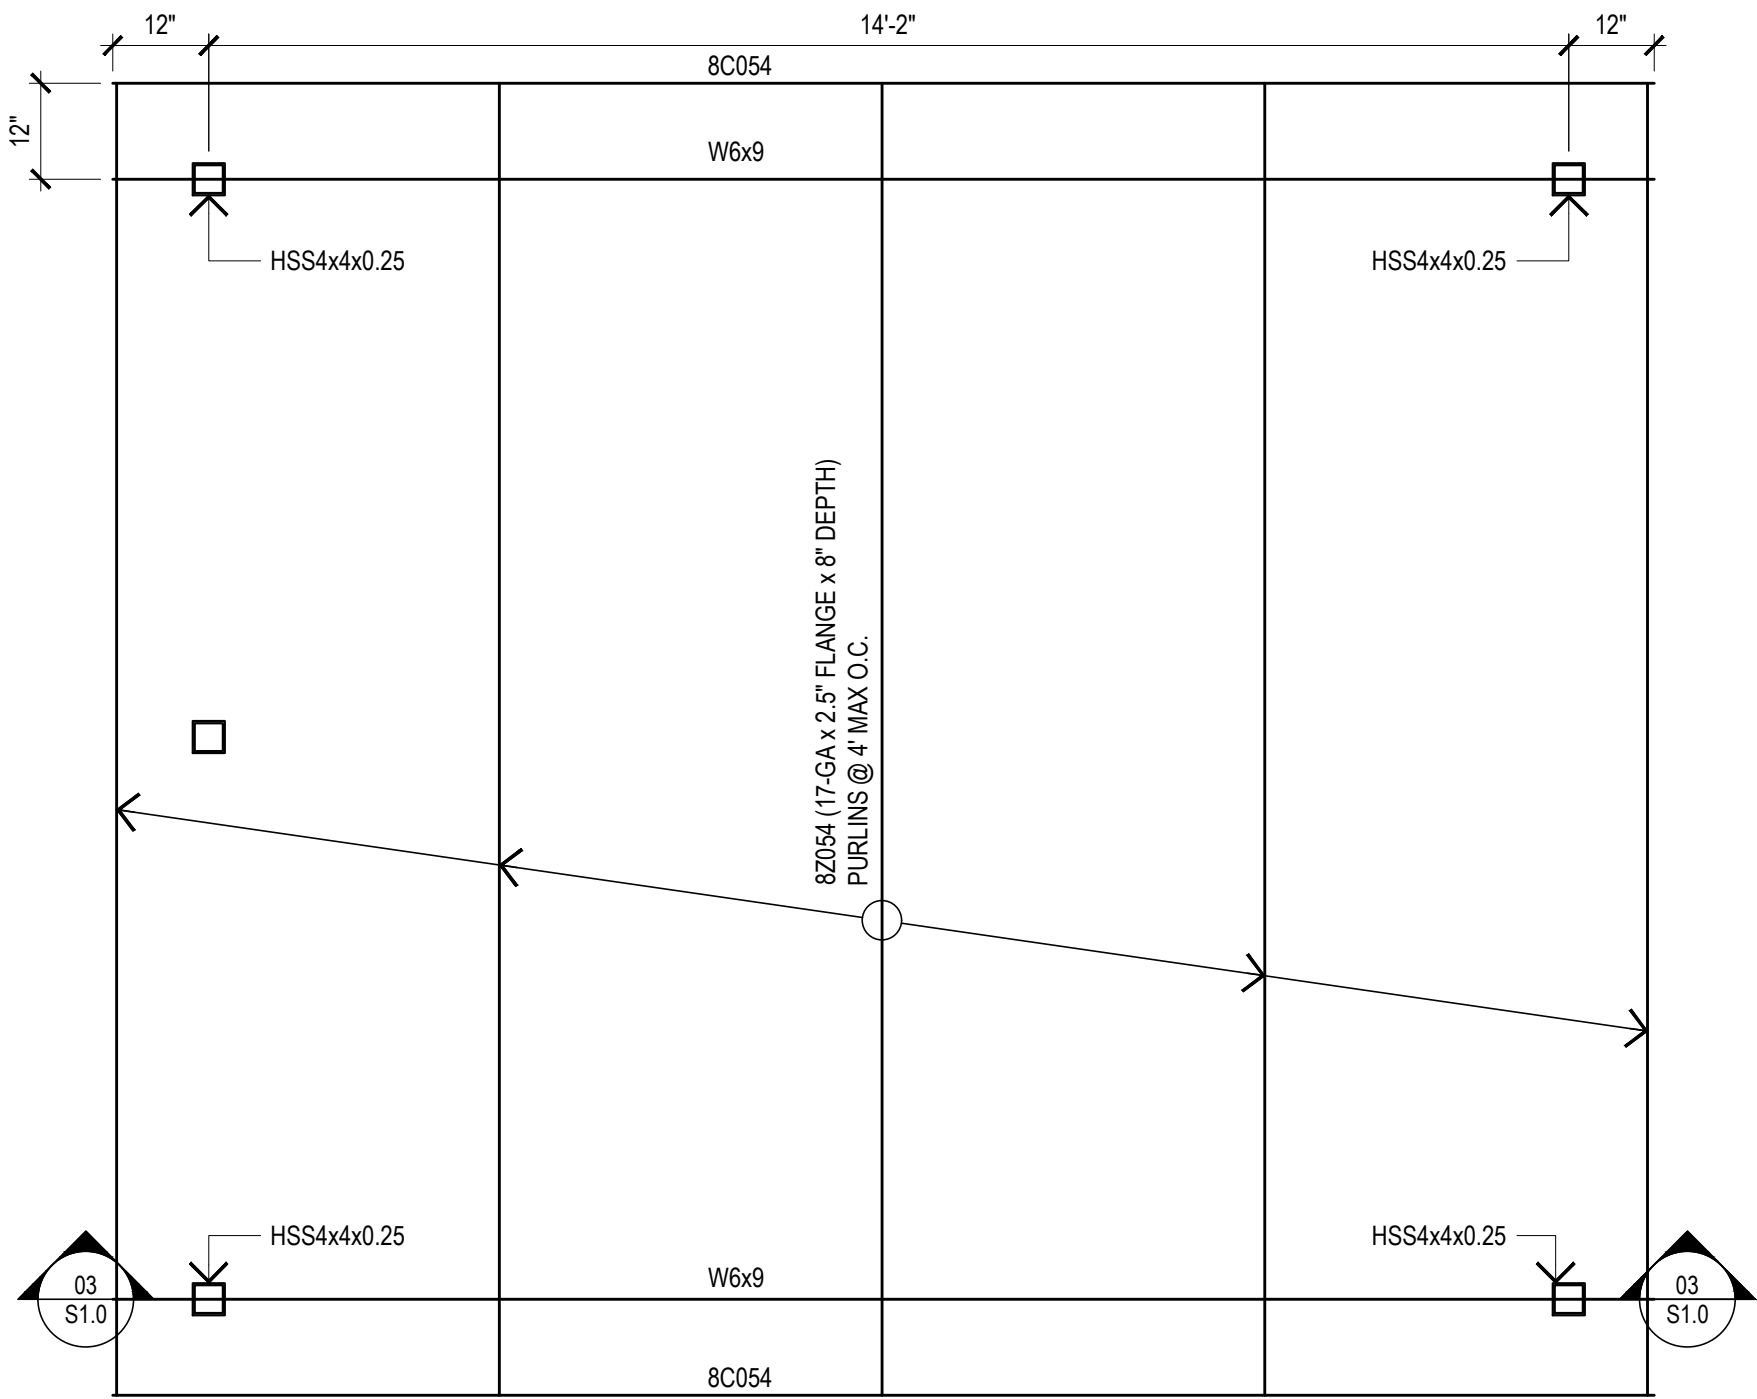 12"
14'-2"
12"
8C054
12"
W6x9
HSS4x4x0.25
HSS4x4x0.25
8Z054 (17-GA x 2.5" FLANGE x 8" DEPTH)
PURLINS @ 4' MAX O.C.
HSS4x4x0.25
HSS4x4x0.25
03
S1.0
W6x9
03
S1.0
8C054